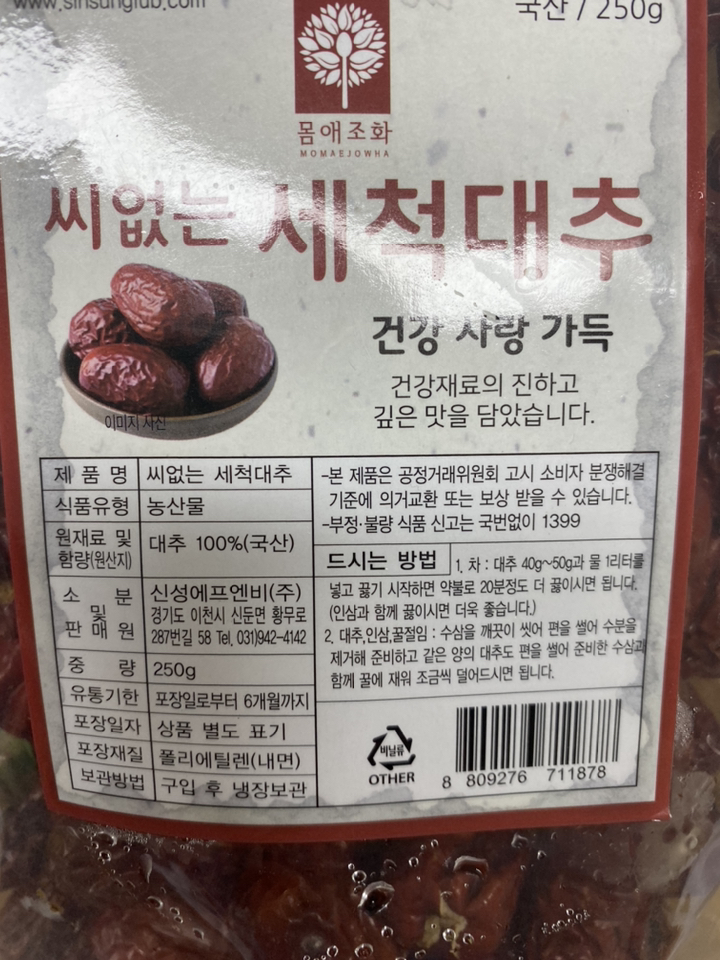 www.sinsungfnb.com
국산 / 250g
몸애조화
MOMAEJOWHA
씨없는 세척대추
건강 사랑 가득
건강재료의 진하고
깊은 맛을 담았습니다.
이미지 사진
제 품 명 씨없는 세척대추
식품유형 농산물
원재료 및 함량(원산지) 대추 100%(국산)
소 분 및 판 매 원 신성에프엔비(주)
경기도 이천시 신둔면 황무로
287번길 58 Tel. 031)942-4142
중 량 250g
유통기한 포장일로부터 6개월까지
포장일자 상품 별도 표기
포장재질 폴리에틸렌(내면)
보관방법 구입 후 냉장보관
-본 제품은 공정거래위원회 고시 소비자 분쟁해결
기준에 의거교환 또는 보상 받을 수 있습니다.
-부정·불량 식품 신고는 국번없이 1399
드시는 방법 1. 차 : 대추 40g~50g과 물 1리터를
넣고 끓기 시작하면 약불로 20분정도 더 끓이시면 됩니다.
(인삼과 함께 끓이시면 더욱 좋습니다.)
2. 대추,인삼,꿀절임 : 수삼을 깨끗이 씻어 편을 썰어 수분을
제거해 준비하고 같은 양의 대추도 편을 썰어 준비한 수삼과
함께 꿀에 재워 조금씩 덜어드시면 됩니다.
비닐류
OTHER
8 809276 711878